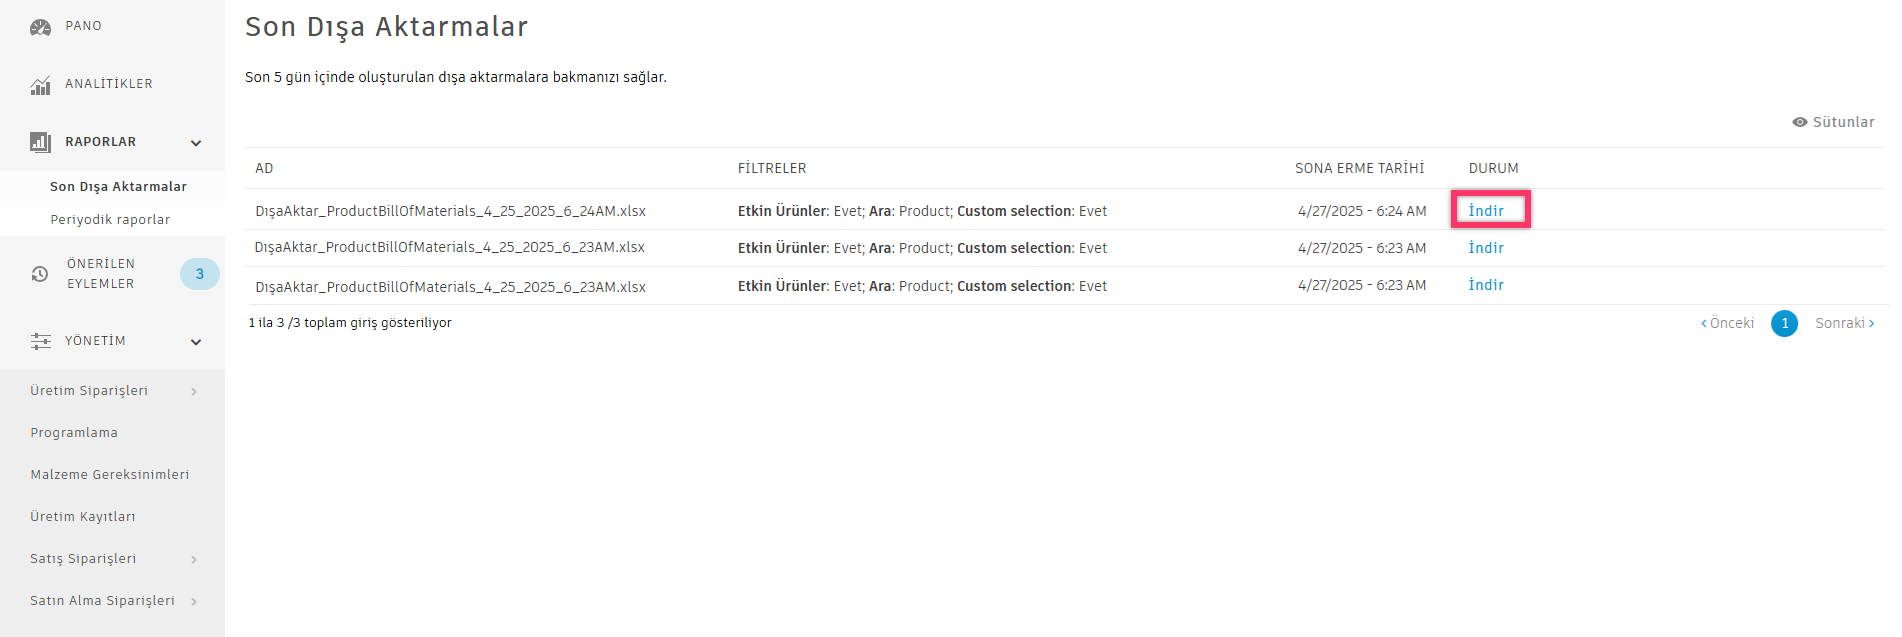 PANO
ANALİTİKLER
RAPORLAR
Son Dışa Aktarmalar
Periyodik raporlar
ÖNERİLEN
EYLEMLER
3
YÖNETİM
Üretim Siparişleri
Programlama
Malzeme Gereksinimleri
Üretim Kayıtları
Satış Siparişleri
Satın Alma Siparişleri
Son Dışa Aktarmalar
Son 5 gün içinde oluşturulan dışa aktarmalara bakmanızı sağlar.
Sütunlar
AD FİLTRELER SONA ERME TARİHİ DURUM
DışaAktar_ProductBillOfMaterials_4_25_2025_6_24AM.xlsx Etkin Ürünler: Evet; Ara: Product; Custom selection: Evet 4/27/2025 - 6:24 AM İndir
DışaAktar_ProductBillOfMaterials_4_25_2025_6_23AM.xlsx Etkin Ürünler: Evet; Ara: Product; Custom selection: Evet 4/27/2025 - 6:23 AM İndir
DışaAktar_ProductBillOfMaterials_4_25_2025_6_23AM.xlsx Etkin Ürünler: Evet; Ara: Product; Custom selection: Evet 4/27/2025 - 6:23 AM İndir
1 ila 3 /3 toplam giriş gösteriliyor
Önceki 1 Sonraki